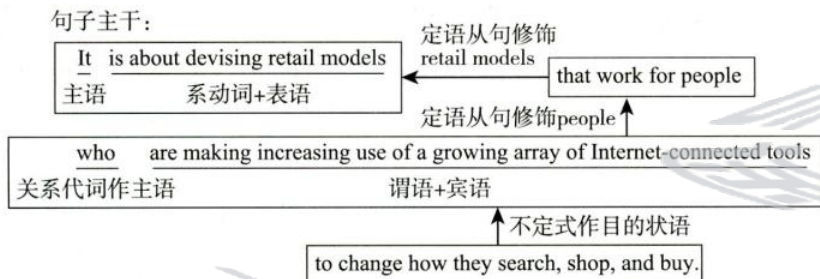 句子主干：
It is about devising retail models
主语 系动词+表语
定语从句修饰
retail models
that work for people
定语从句修饰people
who are making increasing use of a growing array of Internet-connected tools
关系代词作主语 谓语+宾语
不定式作目的状语
to change how they search, shop, and buy.